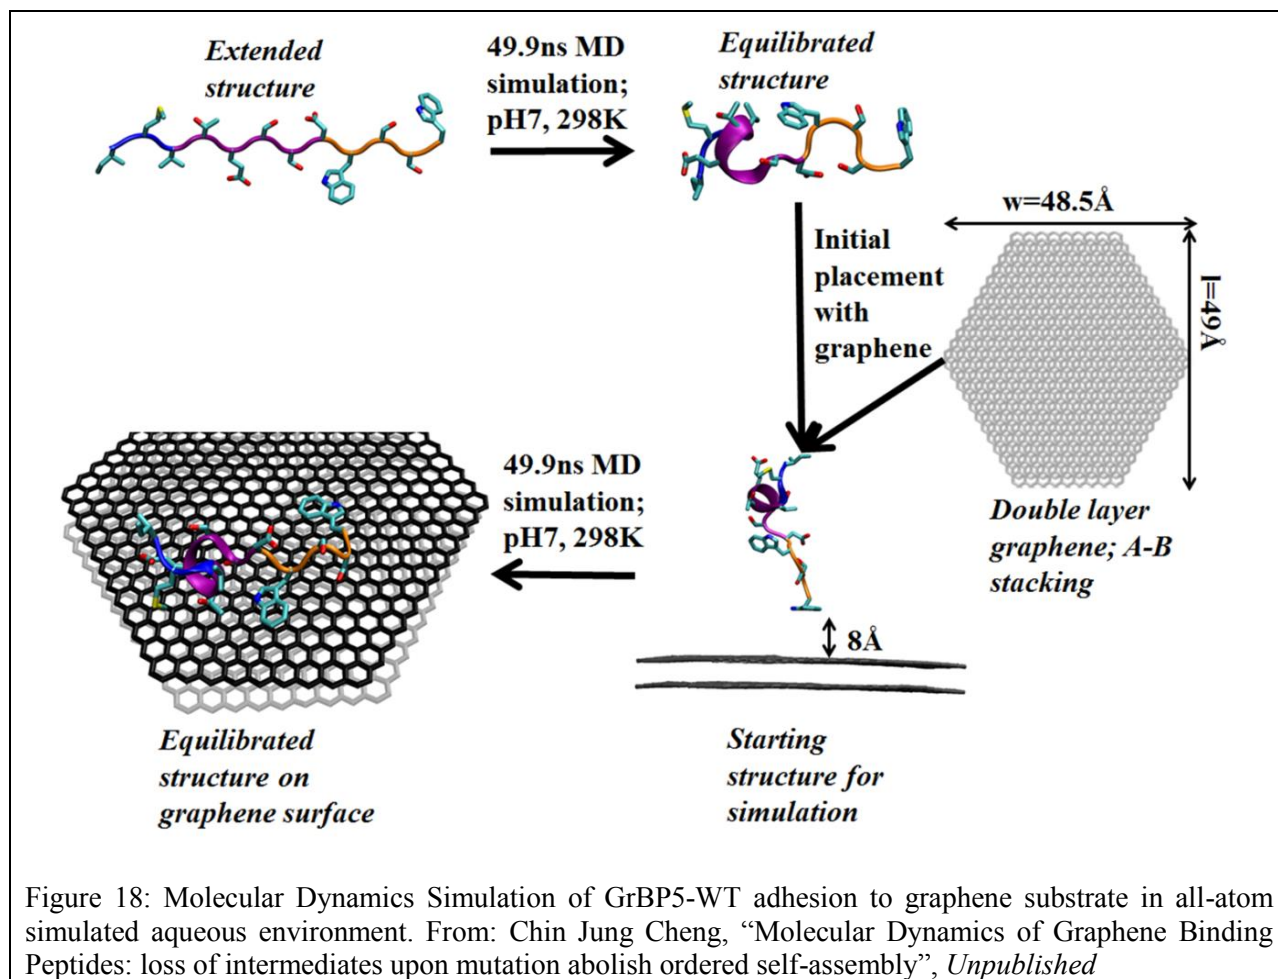 Extended
structure
49.9ns MD
simulation;
pH7, 298K
Equilibrated
structure
Initial
placement
with
graphene
w=48.5Å
l=49Å
Double layer
graphene; A-B
stacking
8Å
Starting
structure for
simulation
49.9ns MD
simulation;
pH7, 298K
Equilibrated
structure on
graphene surface
Figure 18: Molecular Dynamics Simulation of GrBP5-WT adhesion to graphene substrate in all-atom
simulated aqueous environment. From: Chin Jung Cheng, “Molecular Dynamics of Graphene Binding
Peptides: loss of intermediates upon mutation abolish ordered self-assembly”, Unpublished